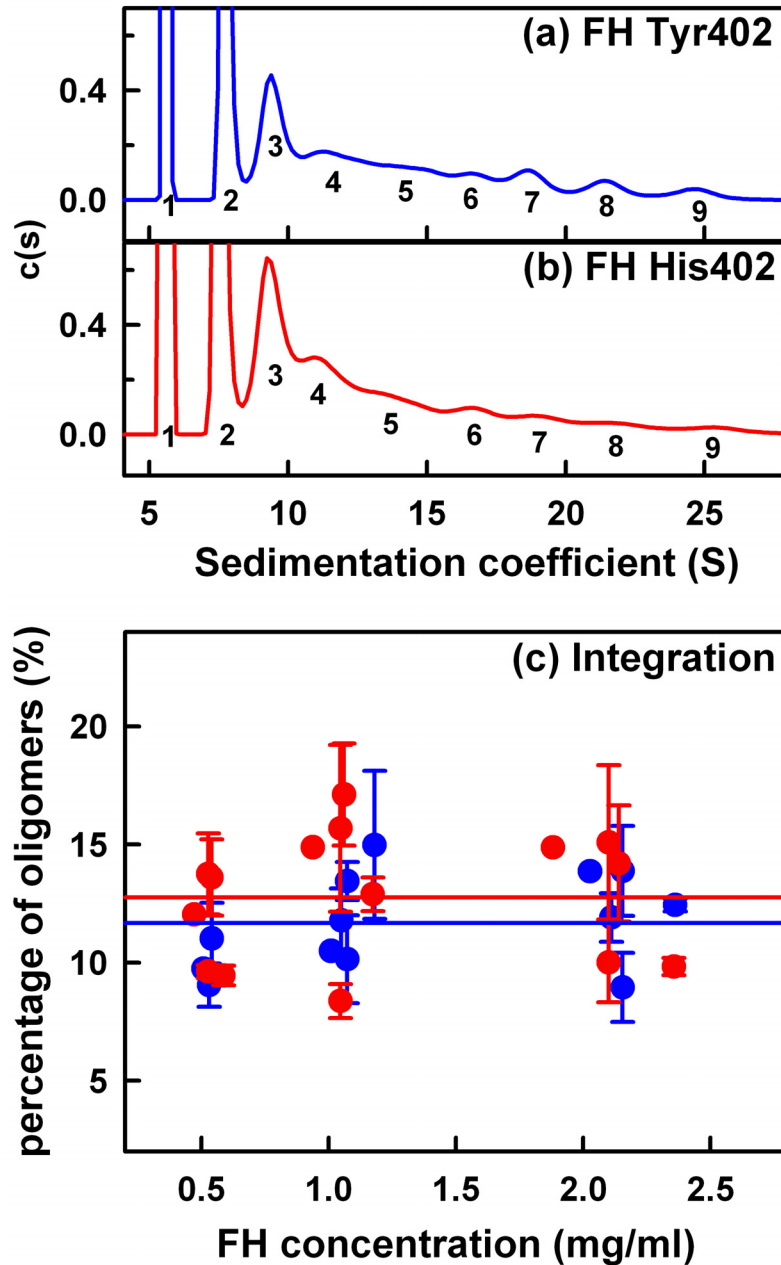 (a) FH Tyr402
0.4
0.0
1 2 3 4 5 6 7 8 9
c(s)
(b) FH His402
0.4
0.0
1 2 3 4 5 6 7 8 9
5 10 15 20 25
Sedimentation coefficient (S)
(c) Integration
percentage of oligomers (%)
20
15
10
5
0.5 1.0 1.5 2.0 2.5
FH concentration (mg/ml)